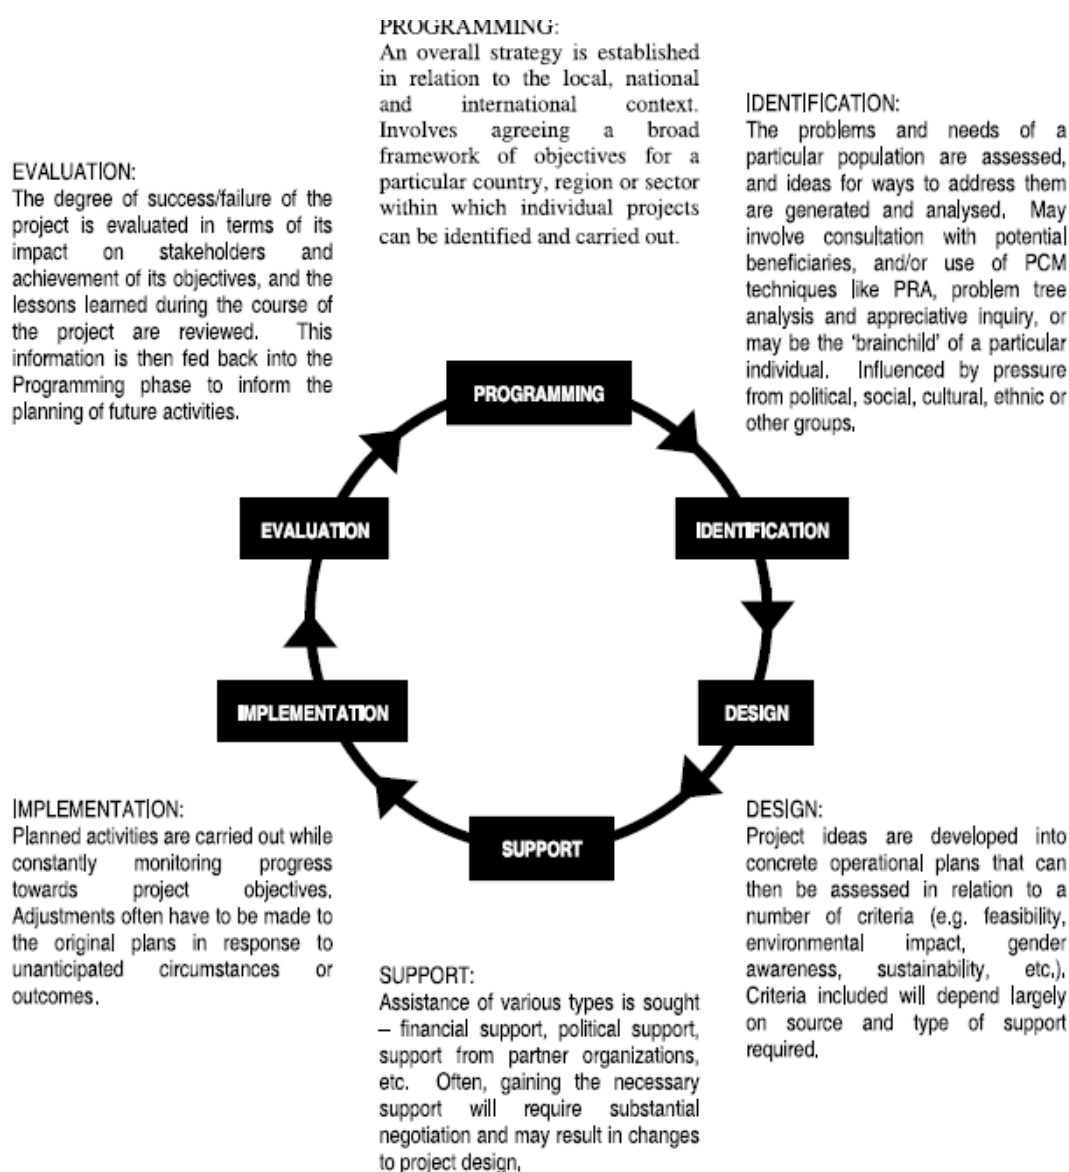 PROGRAMMING:
An overall strategy is established
in relation to the local, national
and international context.
Involves agreeing a broad
framework of objectives for a
particular country, region or sector
within which individual projects
can be identified and carried out.
IDENTIFICATION:
The problems and needs of a
particular population are assessed,
and ideas for ways to address them
are generated and analysed. May
involve consultation with potential
beneficiaries, and/or use of PCM
techniques like PRA, problem tree
analysis and appreciative inquiry, or
may be the ‘brainchild’ of a particular
individual. Influenced by pressure
from political, social, cultural, ethnic or
other groups.
EVALUATION:
The degree of success/failure of the
project is evaluated in terms of its
impact on stakeholders and
achievement of its objectives, and the
lessons learned during the course of
the project are reviewed. This
information is then fed back into the
Programming phase to inform the
planning of future activities.
PROGRAMMING
EVALUATION
IDENTIFICATION
IMPLEMENTATION
DESIGN
SUPPORT
IMPLEMENTATION:
Planned activities are carried out while
constantly monitoring progress
towards project objectives.
Adjustments often have to be made to
the original plans in response to
unanticipated circumstances or
outcomes.
DESIGN:
Project ideas are developed into
concrete operational plans that can
then be assessed in relation to a
number of criteria (e.g. feasibility,
environmental impact, gender
awareness, sustainability, etc.).
Criteria included will depend largely
on source and type of support
required.
SUPPORT:
Assistance of various types is sought
– financial support, political support,
support from partner organizations,
etc. Often, gaining the necessary
support will require substantial
negotiation and may result in changes
to project design.